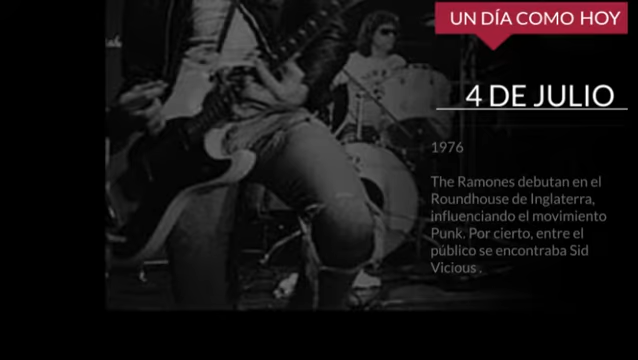 UN DÍA COMO HOY
4 DE JULIO
1976
The Ramones debutan en el
Roundhouse de Inglaterra,
influenciando el movimiento
Punk. Por cierto, entre el
público se encontraba Sid
Vicious .